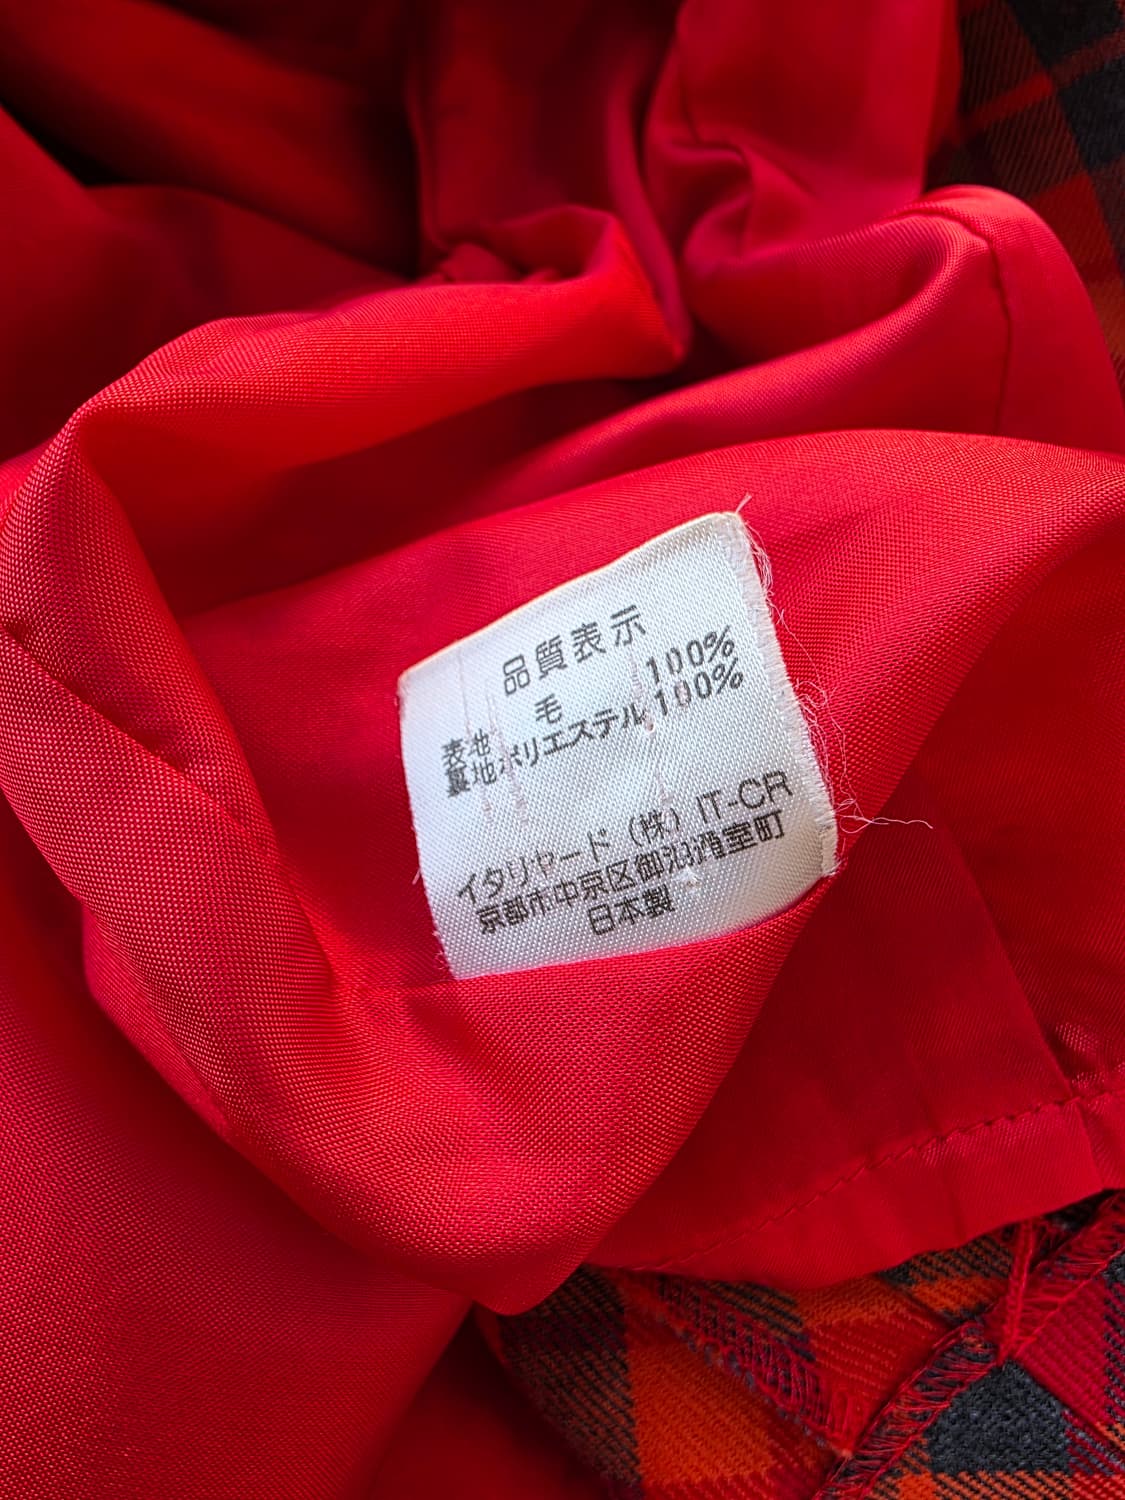 品質表示
表地 毛 100%
裏地 ポリエステル 100%
イタリヤード (株) IT-CR
京都市中京区御池通室町
日本製